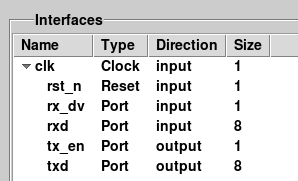 Interfaces
Name Type Direction Size
clk Clock input 1
rst_n Reset input 1
rx_dv Port input 1
rxd Port input 8
tx_en Port output 1
txd Port output 8